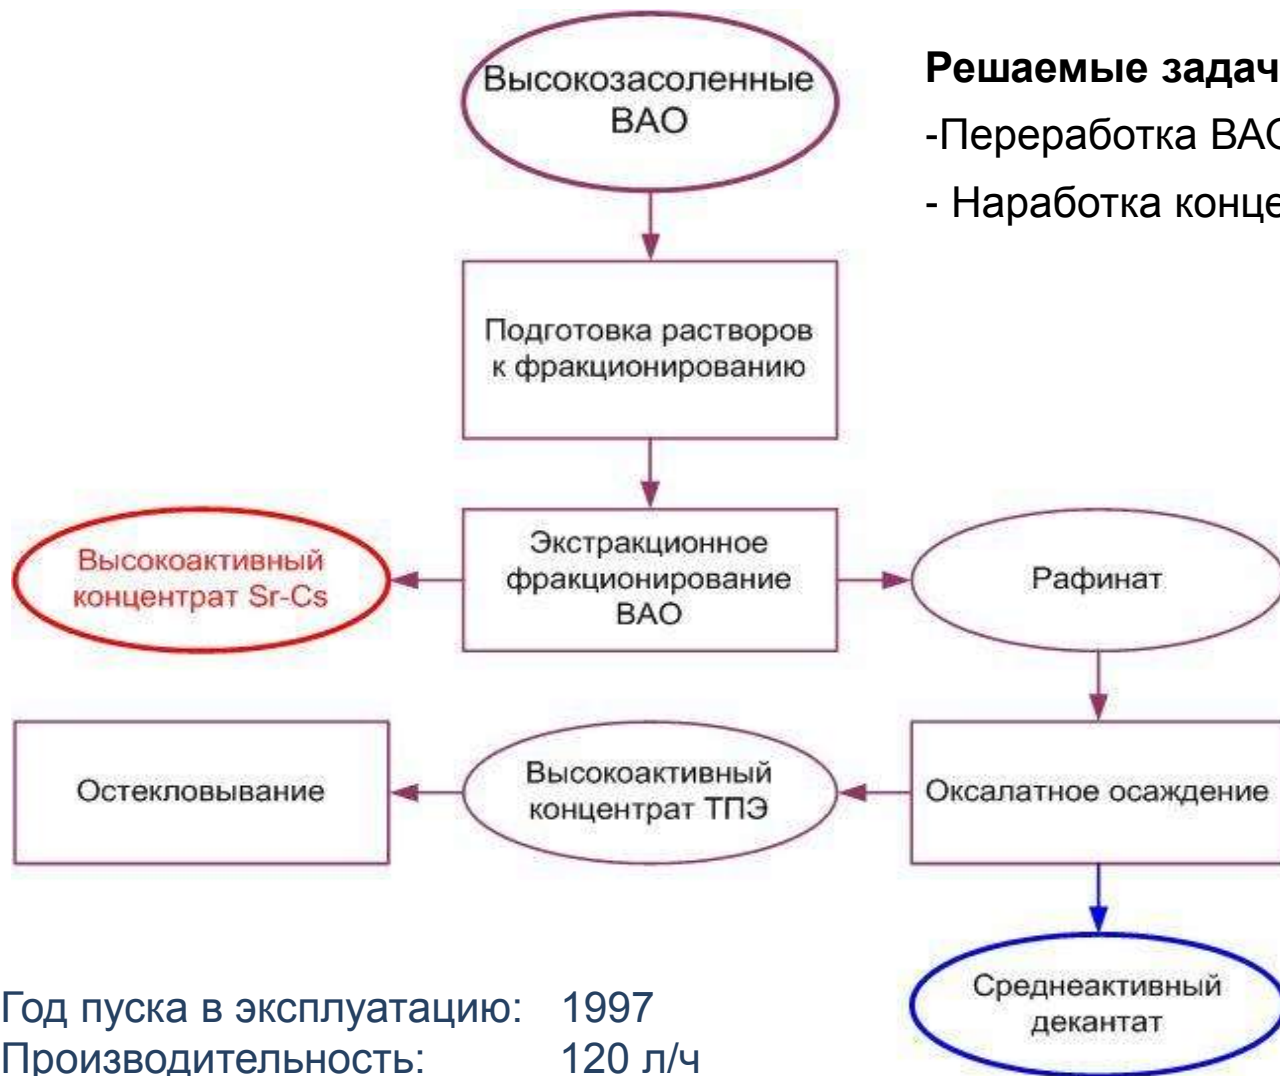 Высокозасоленные
ВАО
Решаемые задач
-Переработка ВАО
- Наработка конце
Подготовка растворов
к фракционированию
Высокоактивный
концентрат Sr-Cs
Экстракционное
фракционирование
ВАО
Рафинат
Остекловывание
Высокоактивный
концентрат ТПЭ
Оксалатное осаждение
Среднеактивный
декантат
Год пуска в эксплуатацию: 1997
Производительность: 120 л/ч